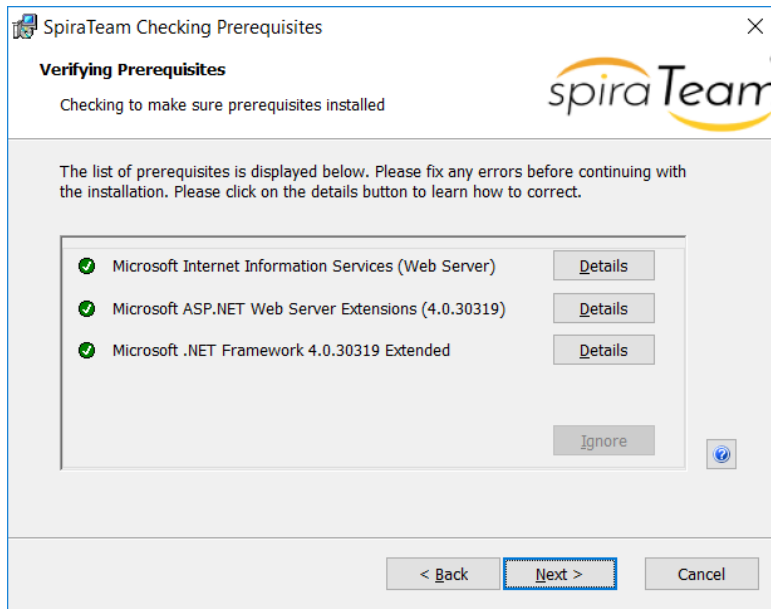 SpiraTeam Checking Prerequisites
Verifying Prerequisites
Checking to make sure prerequisites installed
spiraTeam
The list of prerequisites is displayed below. Please fix any errors before continuing with
the installation. Please click on the details button to learn how to correct.
Microsoft Internet Information Services (Web Server) Details
Microsoft ASP.NET Web Server Extensions (4.0.30319) Details
Microsoft .NET Framework 4.0.30319 Extended Details
Ignore
< Back Next > Cancel